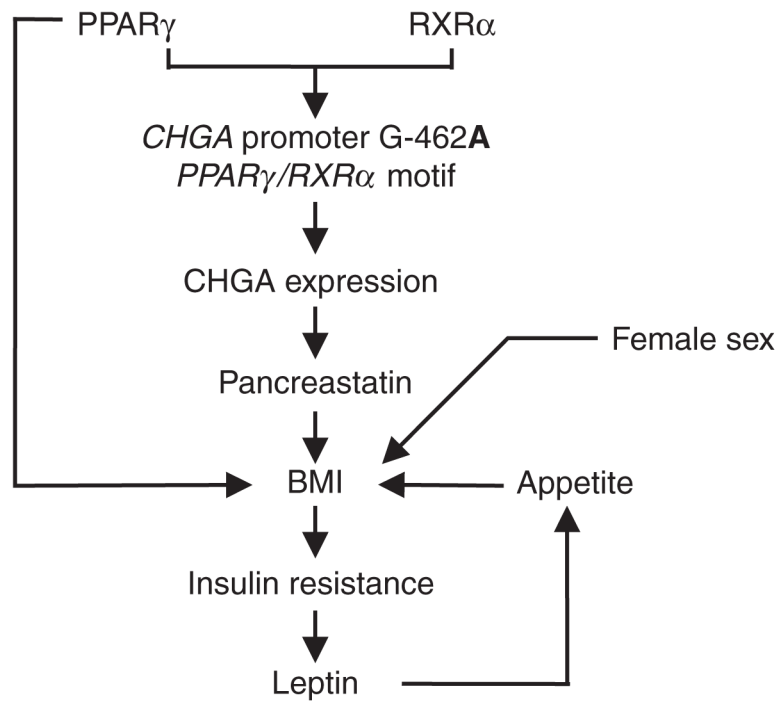 PPARγ RXRα
CHGA promoter G-462A
PPARγ/RXRα motif
CHGA expression
Female sex
Pancreastatin
BMI
Appetite
Insulin resistance
Leptin